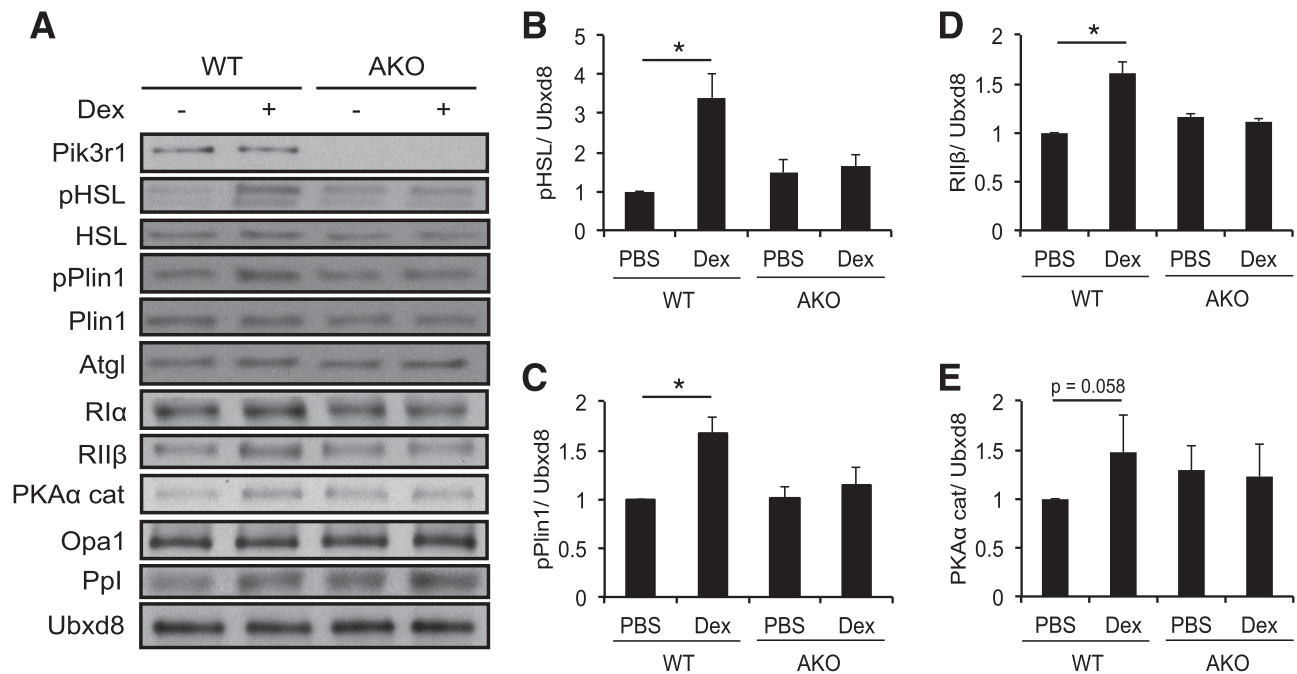 A
WT AKO
Dex - + - +
Pik3r1
pHSL
HSL
pPlin1
Plin1
Atgl
RIα
RIIβ
PKAα cat
Opa1
PpI
Ubxd8
B
pHSL/ Ubxd8
5
4
3
2
1
0
*
PBS Dex PBS Dex
WT AKO
C
pPlin1/ Ubxd8
2
1.5
1
0.5
0
*
PBS Dex PBS Dex
WT AKO
D
RIIβ/ Ubxd8
2
1.5
1
0.5
0
*
PBS Dex PBS Dex
WT AKO
E
PKAα cat/ Ubxd8
2
1.5
1
0.5
0
p = 0.058
PBS Dex PBS Dex
WT AKO